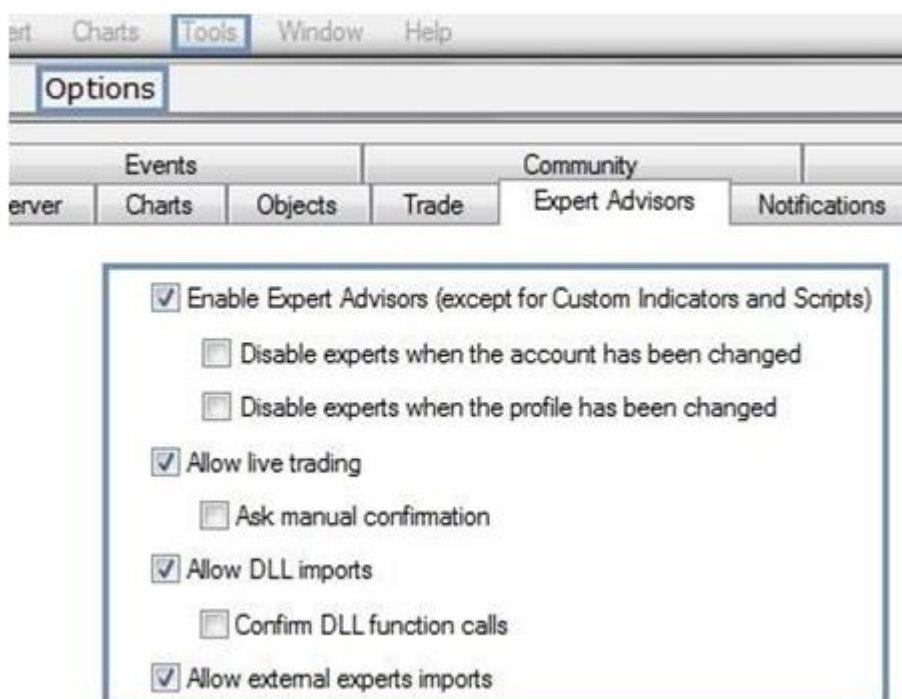 Charts Tools Window Help
Options
Events Community
Charts Objects Trade Expert Advisors Notifications
Enable Expert Advisors (except for Custom Indicators and Scripts)
Disable experts when the account has been changed
Disable experts when the profile has been changed
Allow live trading
Ask manual confirmation
Allow DLL imports
Confirm DLL function calls
Allow external experts imports